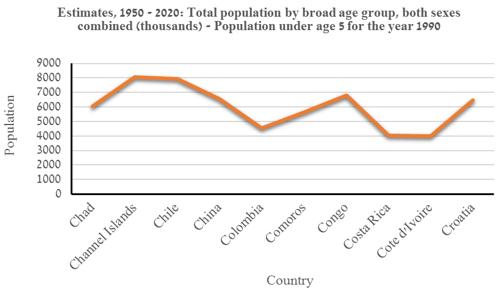 Estimates, 1950 - 2020: Total population by broad age group, both sexes
combined (thousands) - Population under age 5 for the year 1990
Population
9000
8000
7000
6000
5000
4000
3000
2000
1000
0
Chad
Channel Islands
Chile
China
Colombia
Comoros
Congo
Costa Rica
Cote d'Ivoire
Croatia
Country